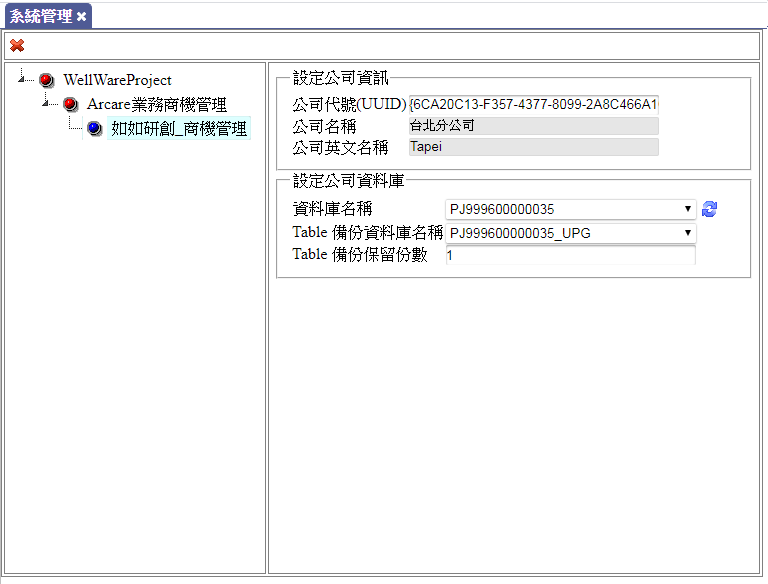 系統管理
WellWareProject
Arcare業務商機管理
如如研創_商機管理
設定公司資訊
公司代號(UUID) {6CA20C13-F357-4377-8099-2A8C466A1
公司名稱 台北分公司
公司英文名稱 Tapei
設定公司資料庫
資料庫名稱 PJ999600000035
Table 備份資料庫名稱 PJ999600000035_UPG
Table 備份保留份數 1